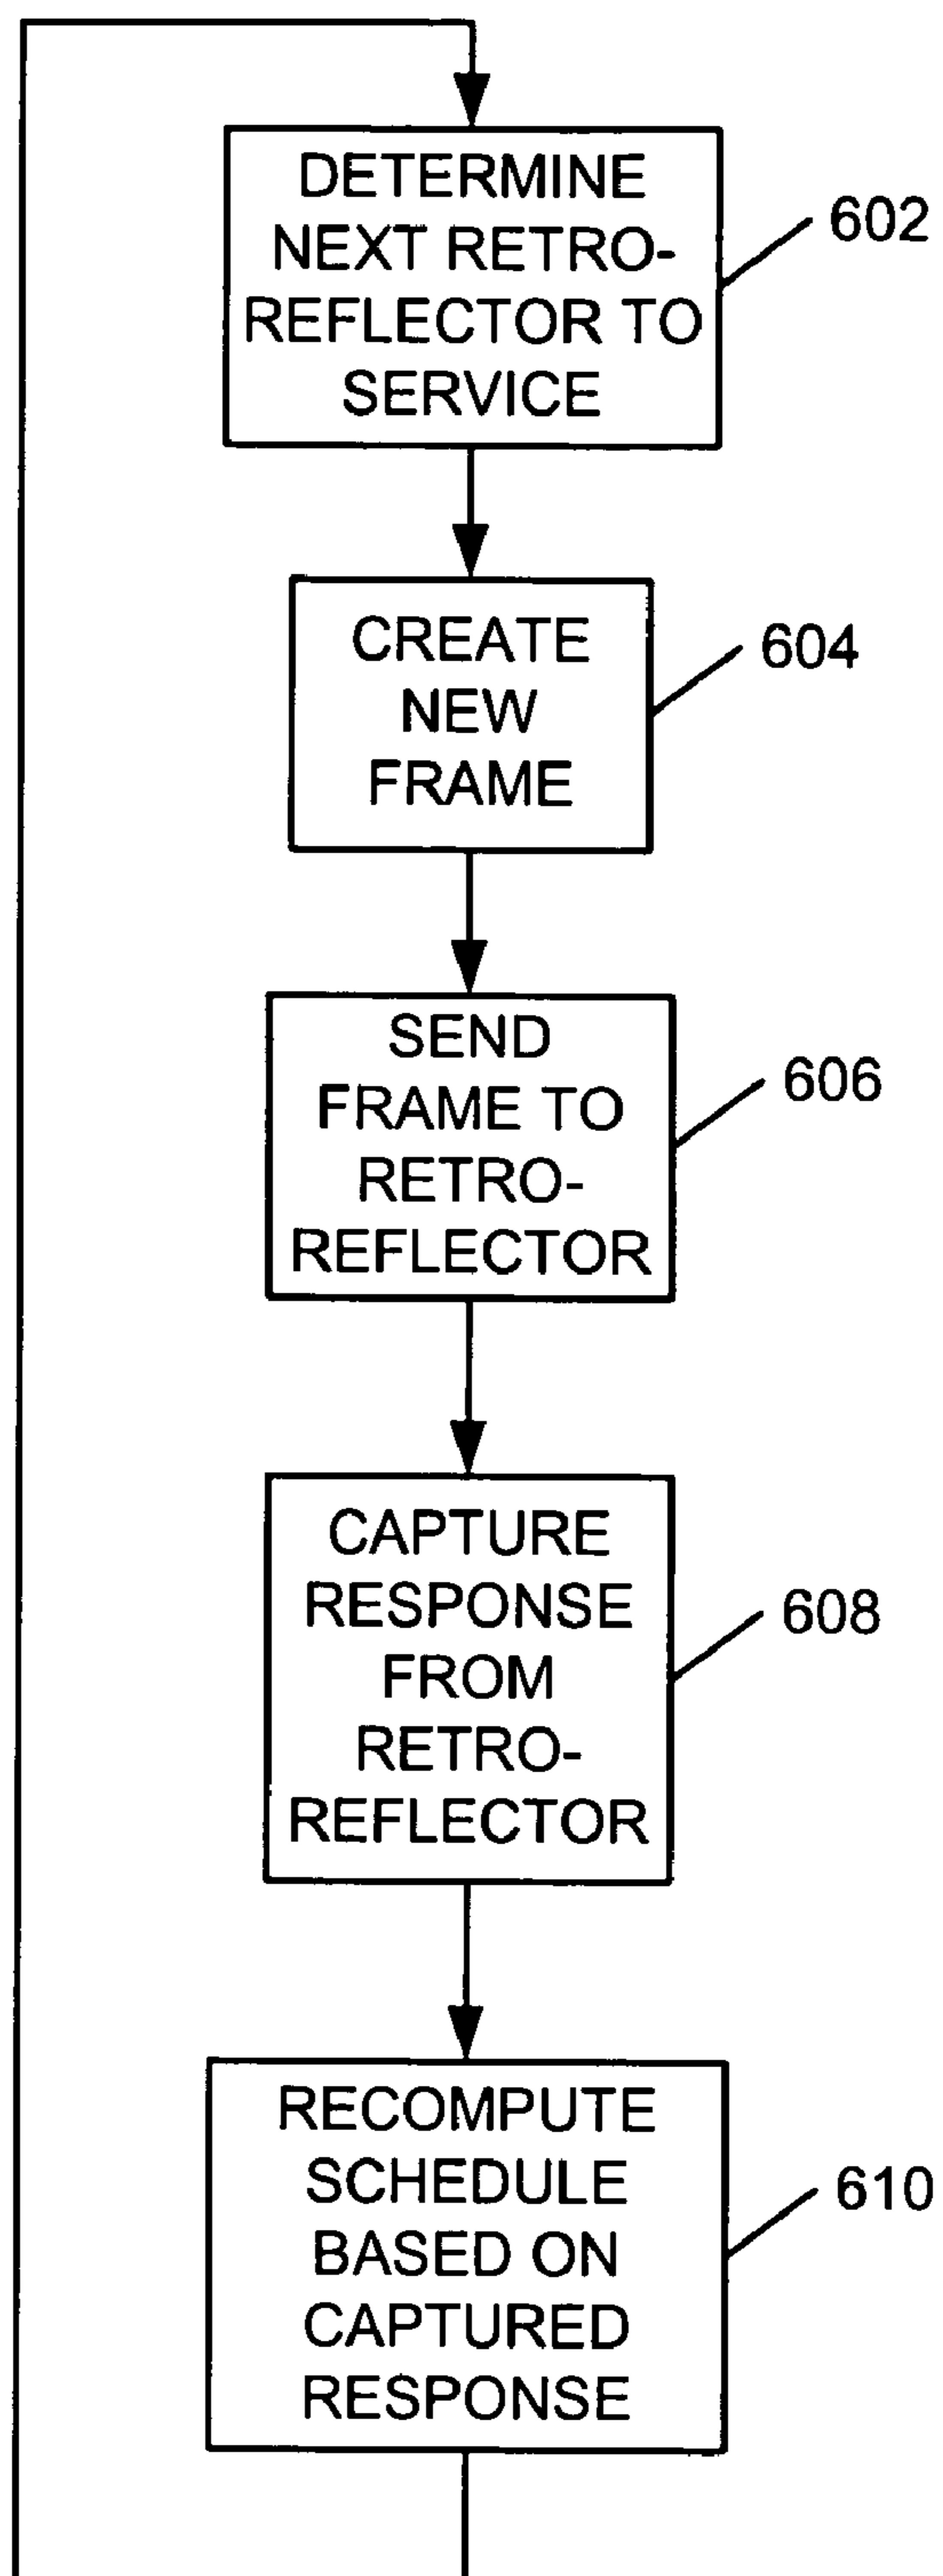 DETERMINE
NEXT RETRO-
REFLECTOR TO
SERVICE
602
CREATE
NEW
FRAME
604
SEND
FRAME TO
RETRO-
REFLECTOR
606
CAPTURE
RESPONSE
FROM
RETRO-
REFLECTOR
608
RECOMPUTE
SCHEDULE
BASED ON
CAPTURED
RESPONSE
610